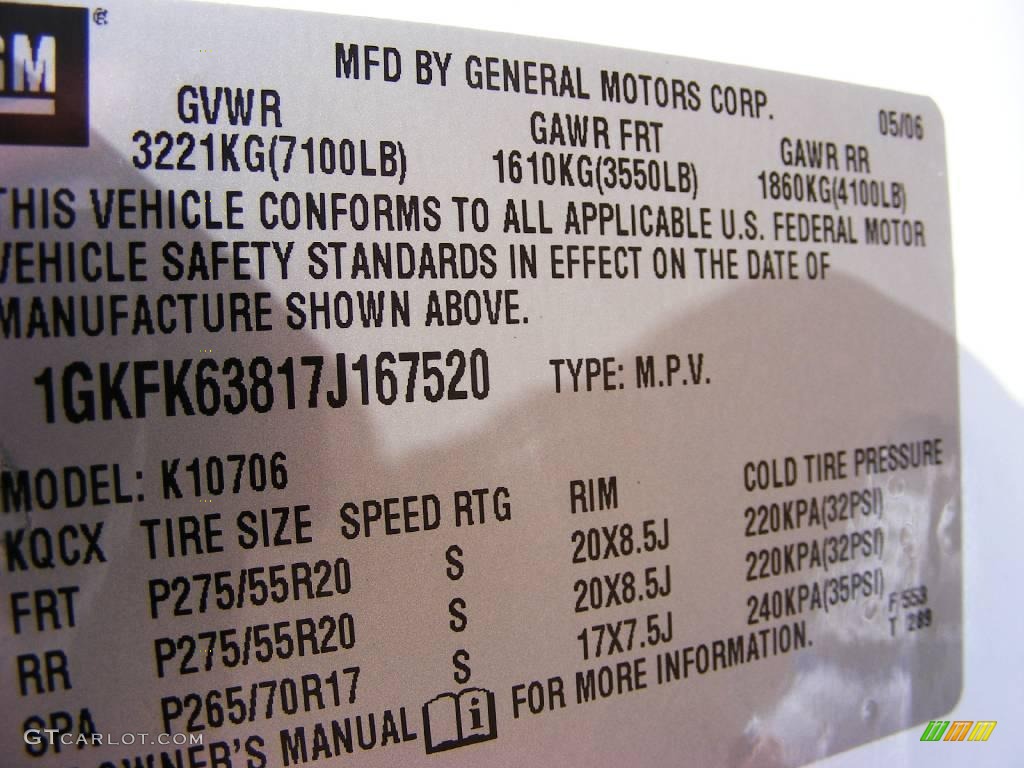 GM
MFD BY GENERAL MOTORS CORP.
05/06
GVWR GAWR FRT GAWR RR
3221KG(7100LB) 1610KG(3550LB) 1860KG(4100LB)
THIS VEHICLE CONFORMS TO ALL APPLICABLE U.S. FEDERAL MOTOR
VEHICLE SAFETY STANDARDS IN EFFECT ON THE DATE OF
MANUFACTURE SHOWN ABOVE.
1GKFK63817J167520 TYPE: M.P.V.
MODEL: K10706
KQCX TIRE SIZE SPEED RTG RIM COLD TIRE PRESSURE
FRT P275/55R20 S 20X8.5J 220KPA(32PSI)
RR P275/55R20 S 20X8.5J 220KPA(32PSI)
SPA P265/70R17 S 17X7.5J 240KPA(35PSI)
F 553
T 289
OWNER'S MANUAL i FOR MORE INFORMATION.
GTCARLOT.COM